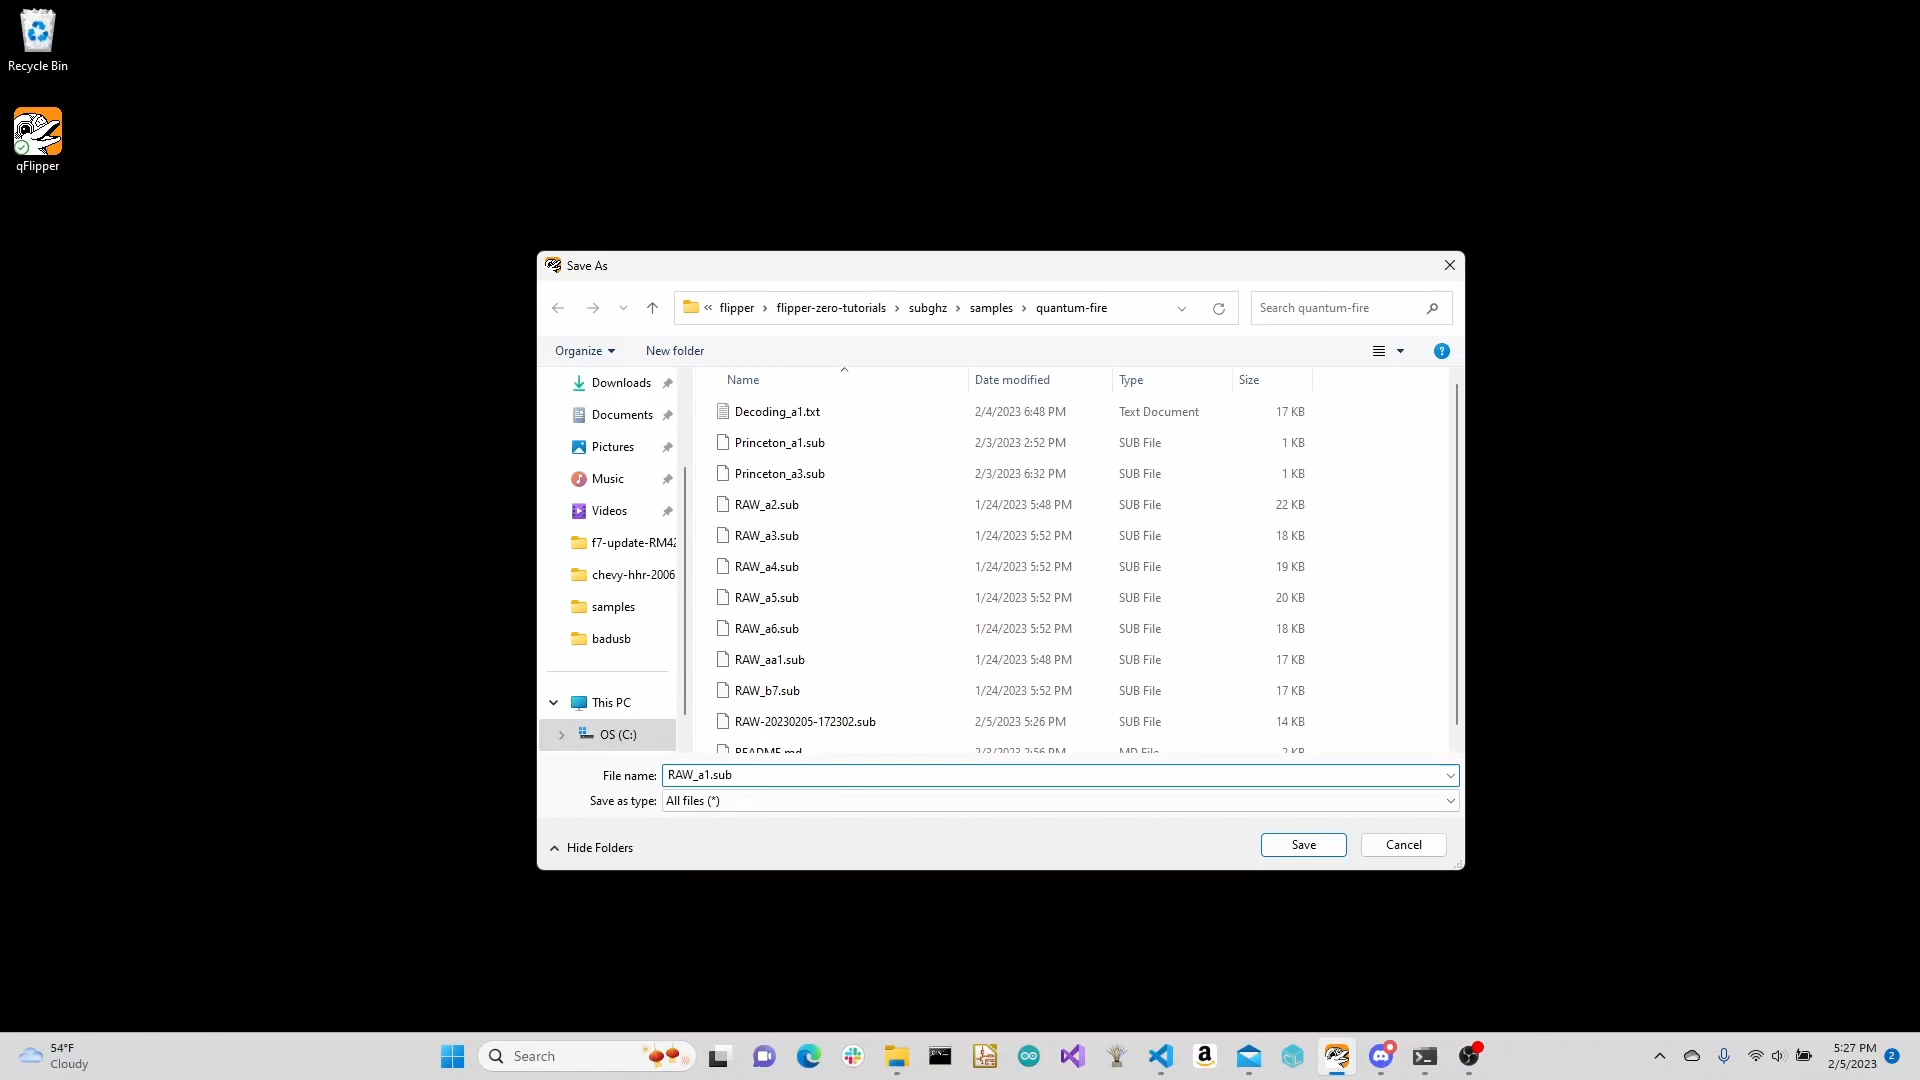 Recycle Bin
qFlipper
Save As
« flipper › flipper-zero-tutorials › subghz › samples › quantum-fire
Search quantum-fire
Organize
New folder
?
Name Date modified Type Size
Downloads
Documents
Pictures
Music
Videos
f7-update-RM42
chevy-hhr-2006
samples
badusb
This PC
OS (C:)
Decoding_a1.txt 2/4/2023 6:48 PM Text Document 17 KB
Princeton_a1.sub 2/3/2023 2:52 PM SUB File 1 KB
Princeton_a3.sub 2/3/2023 6:32 PM SUB File 1 KB
RAW_a2.sub 1/24/2023 5:48 PM SUB File 22 KB
RAW_a3.sub 1/24/2023 5:52 PM SUB File 18 KB
RAW_a4.sub 1/24/2023 5:52 PM SUB File 19 KB
RAW_a5.sub 1/24/2023 5:52 PM SUB File 20 KB
RAW_a6.sub 1/24/2023 5:52 PM SUB File 18 KB
RAW_aa1.sub 1/24/2023 5:48 PM SUB File 17 KB
RAW_b7.sub 1/24/2023 5:52 PM SUB File 17 KB
RAW-20230205-172302.sub 2/5/2023 5:26 PM SUB File 14 KB
README.md 2/3/2023 2:56 PM MD File 2 KB
File name: RAW_a1.sub
Save as type: All files (*)
Hide Folders
Save
Cancel
54°F
Cloudy
Search
a
5:27 PM
2/5/2023
2